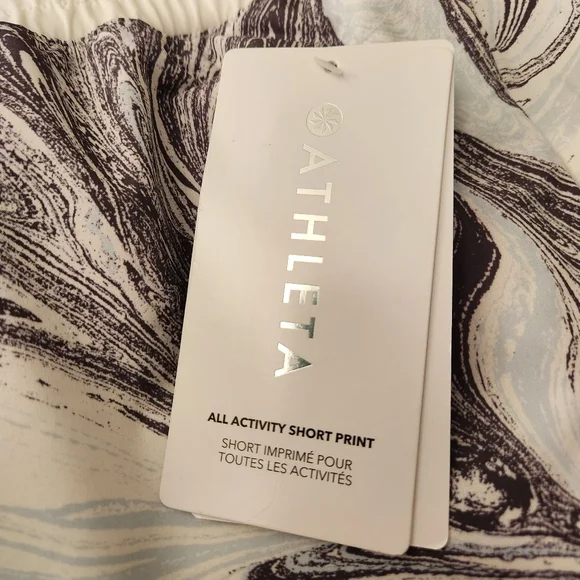 ATHLETA
ALL ACTIVITY SHORT PRINT
SHORT IMPRIMÉ POUR
TOUTES LES ACTIVITÉS